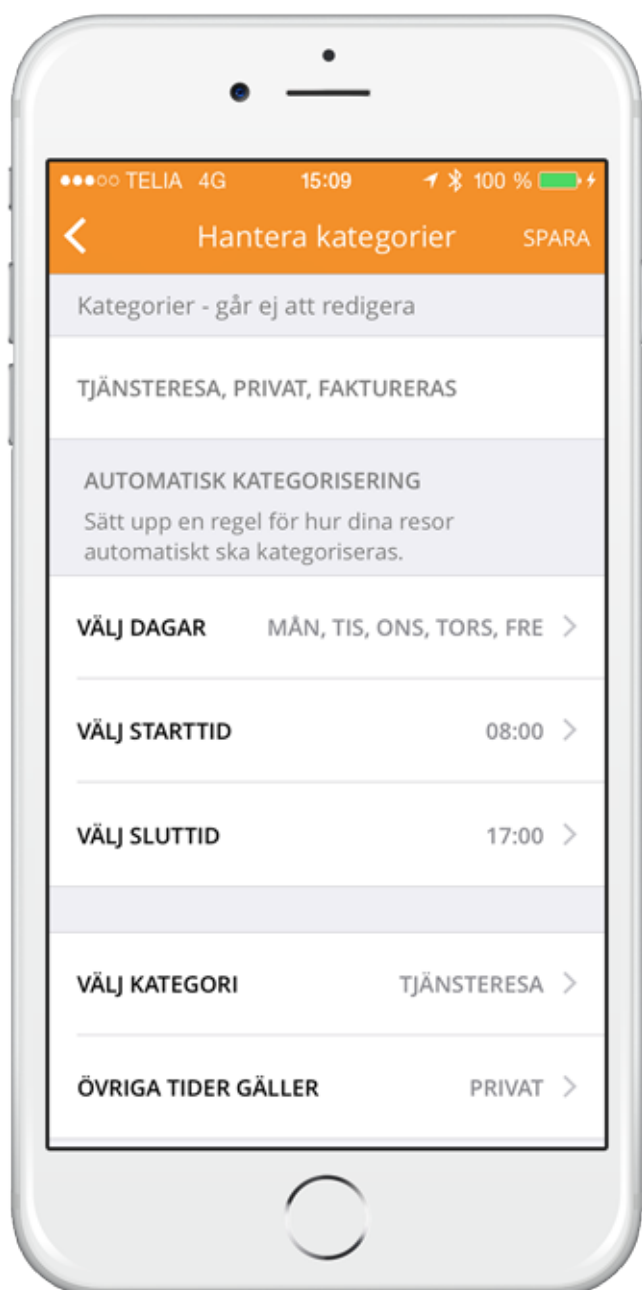 TELIA 4G 15:09 100 %
Hantera kategorier SPARA
Kategorier - går ej att redigera
TJÄNSTERESA, PRIVAT, FAKTURERAS
AUTOMATISK KATEGORISERING
Sätt upp en regel för hur dina resor
automatiskt ska kategoriseras.
VÄLJ DAGAR MÅN, TIS, ONS, TORS, FRE
VÄLJ STARTTID 08:00
VÄLJ SLUTTID 17:00
VÄLJ KATEGORI TJÄNSTERESA
ÖVRIGA TIDER GÄLLER PRIVAT